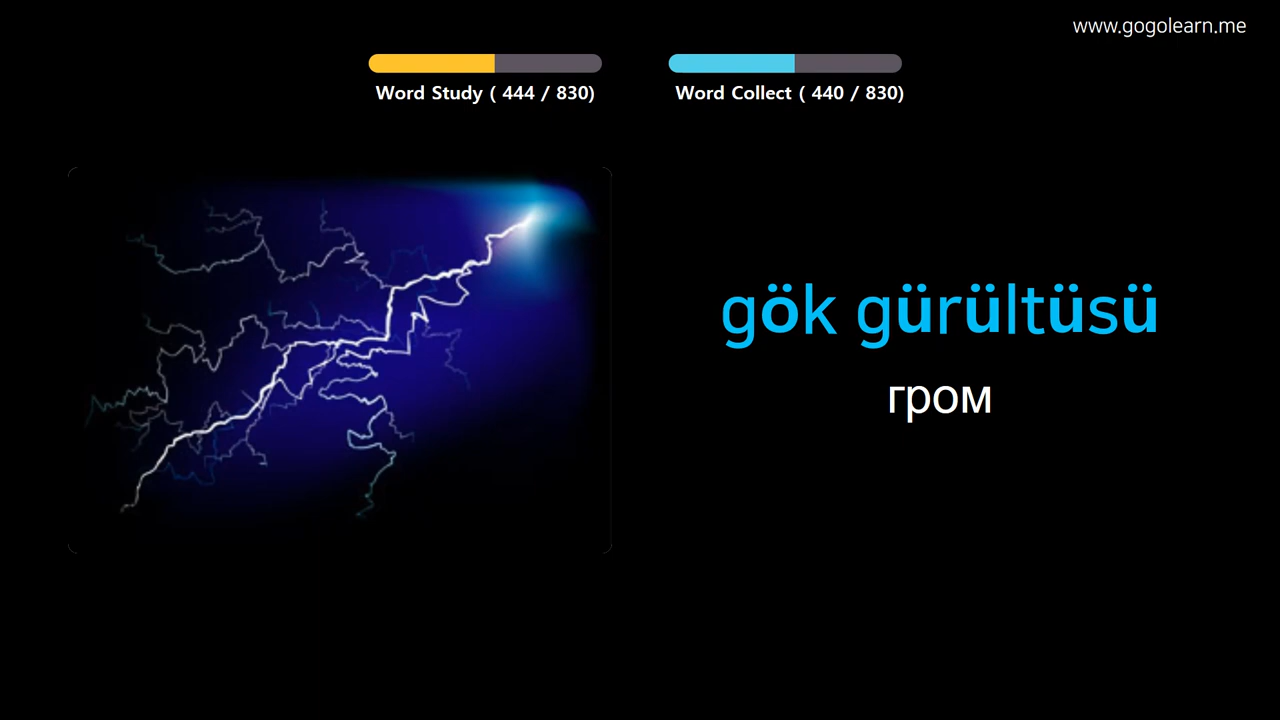 www.gogolearn.me
Word Study ( 444 / 830)
Word Collect ( 440 / 830)
gök gürültüsü
гром